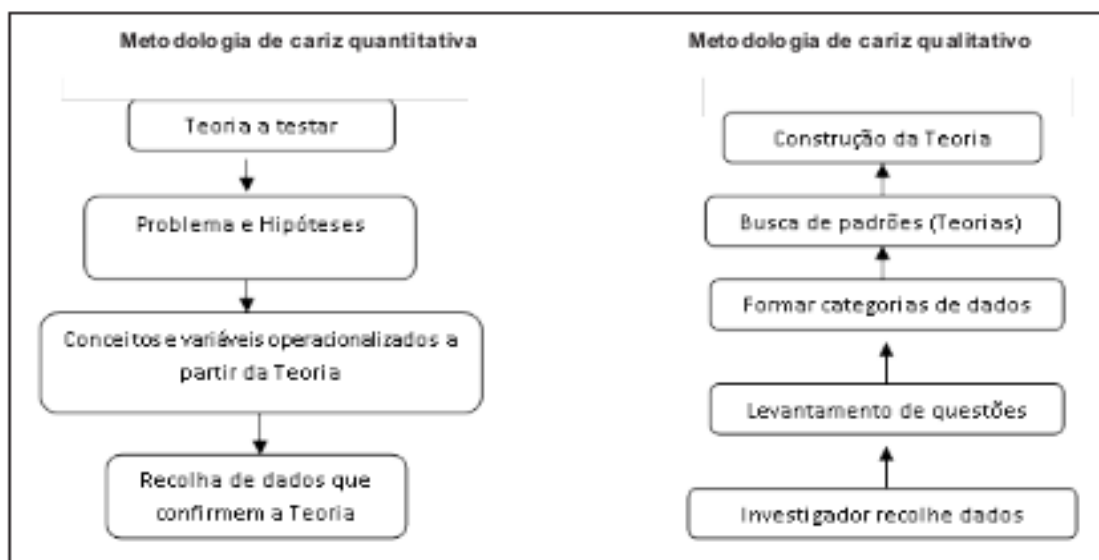 Metodologia de cariz quantitativa
Teoria a testar
Problema e Hipóteses
Conceitos e variáveis operacionalizados a
partir da Teoria
Recolha de dados que
confirmem a Teoria
Metodologia de cariz qualitativo
Construção da Teoria
Busca de padrões (Teorias)
Formar categorias de dados
Levantamento de questões
Investigador recolhe dados